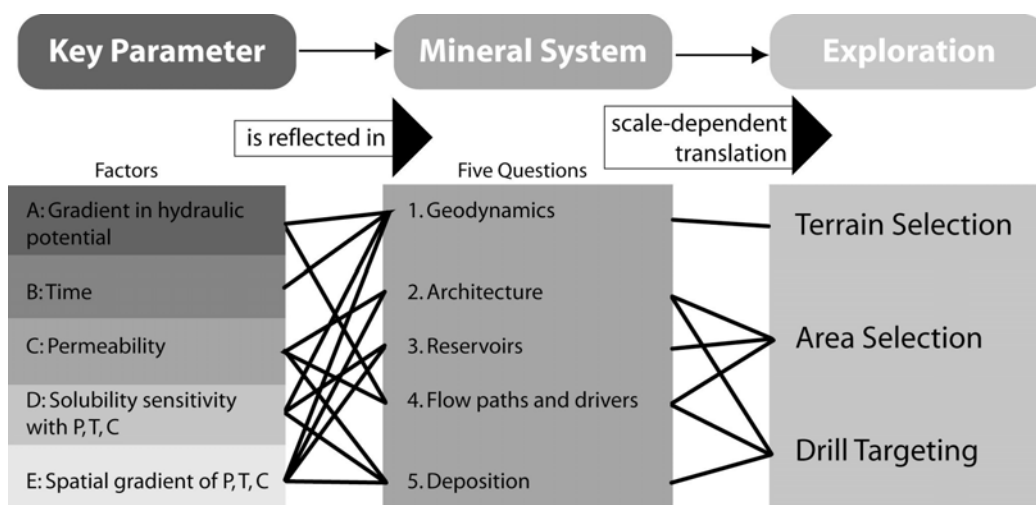 Key Parameter
Mineral System
Exploration
is reflected in
scale-dependent
translation
Factors
Five Questions
A: Gradient in hydraulic
potential
B: Time
C: Permeability
D: Solubility sensitivity
with P, T, C
E: Spatial gradient of P, T, C
1. Geodynamics
2. Architecture
3. Reservoirs
4. Flow paths and drivers
5. Deposition
Terrain Selection
Area Selection
Drill Targeting